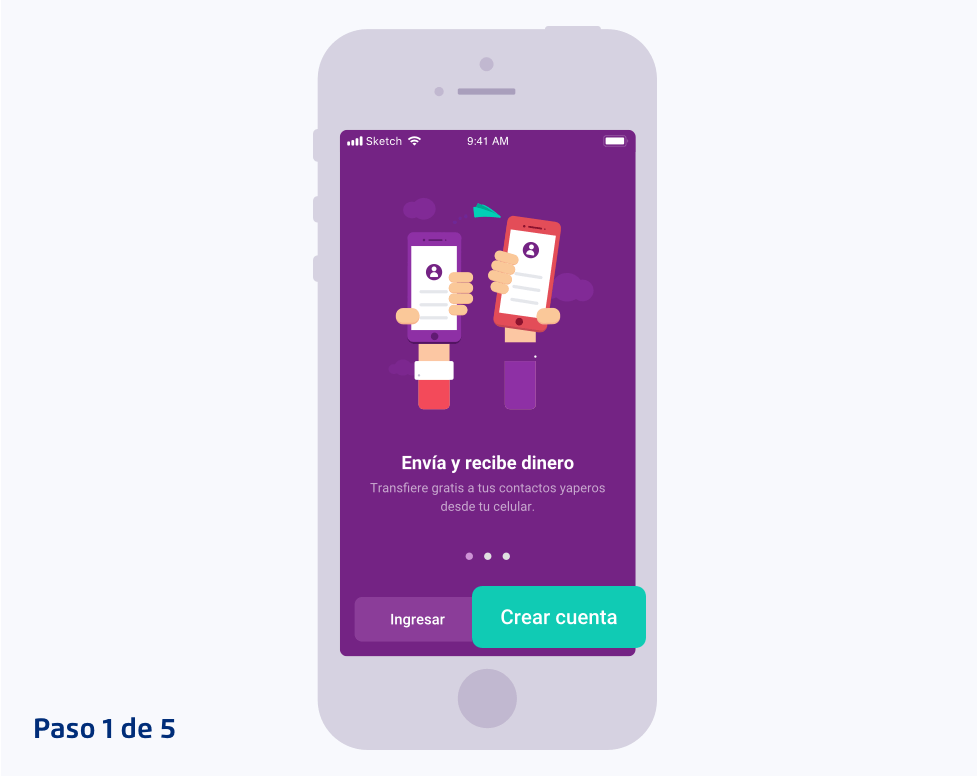 Sketch
9:41 AM
Envía y recibe dinero
Transfiere gratis a tus contactos yaperos
desde tu celular.
Ingresar
Crear cuenta
Paso 1 de 5